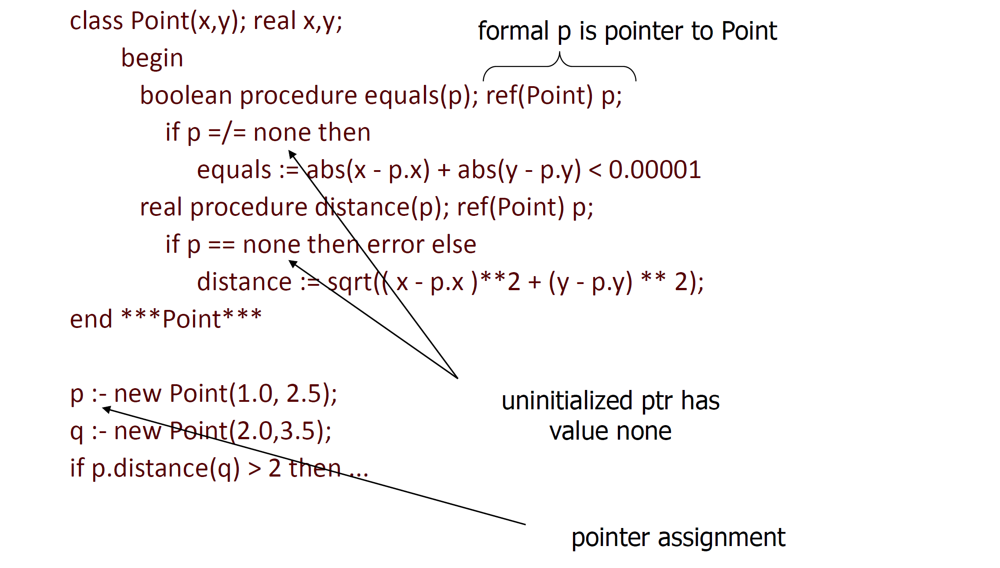 class Point(x,y); real x,y;
formal p is pointer to Point
begin
boolean procedure equals(p); ref(Point) p;
if p =/= none then
equals := abs(x - p.x) + abs(y - p.y) < 0.00001
real procedure distance(p); ref(Point) p;
if p == none then error else
distance := sqrt(( x - p.x )**2 + (y - p.y) ** 2);
end ***Point***
p :- new Point(1.0, 2.5);
uninitialized ptr has
value none
q :- new Point(2.0,3.5);
if p.distance(q) > 2 then ...
pointer assignment